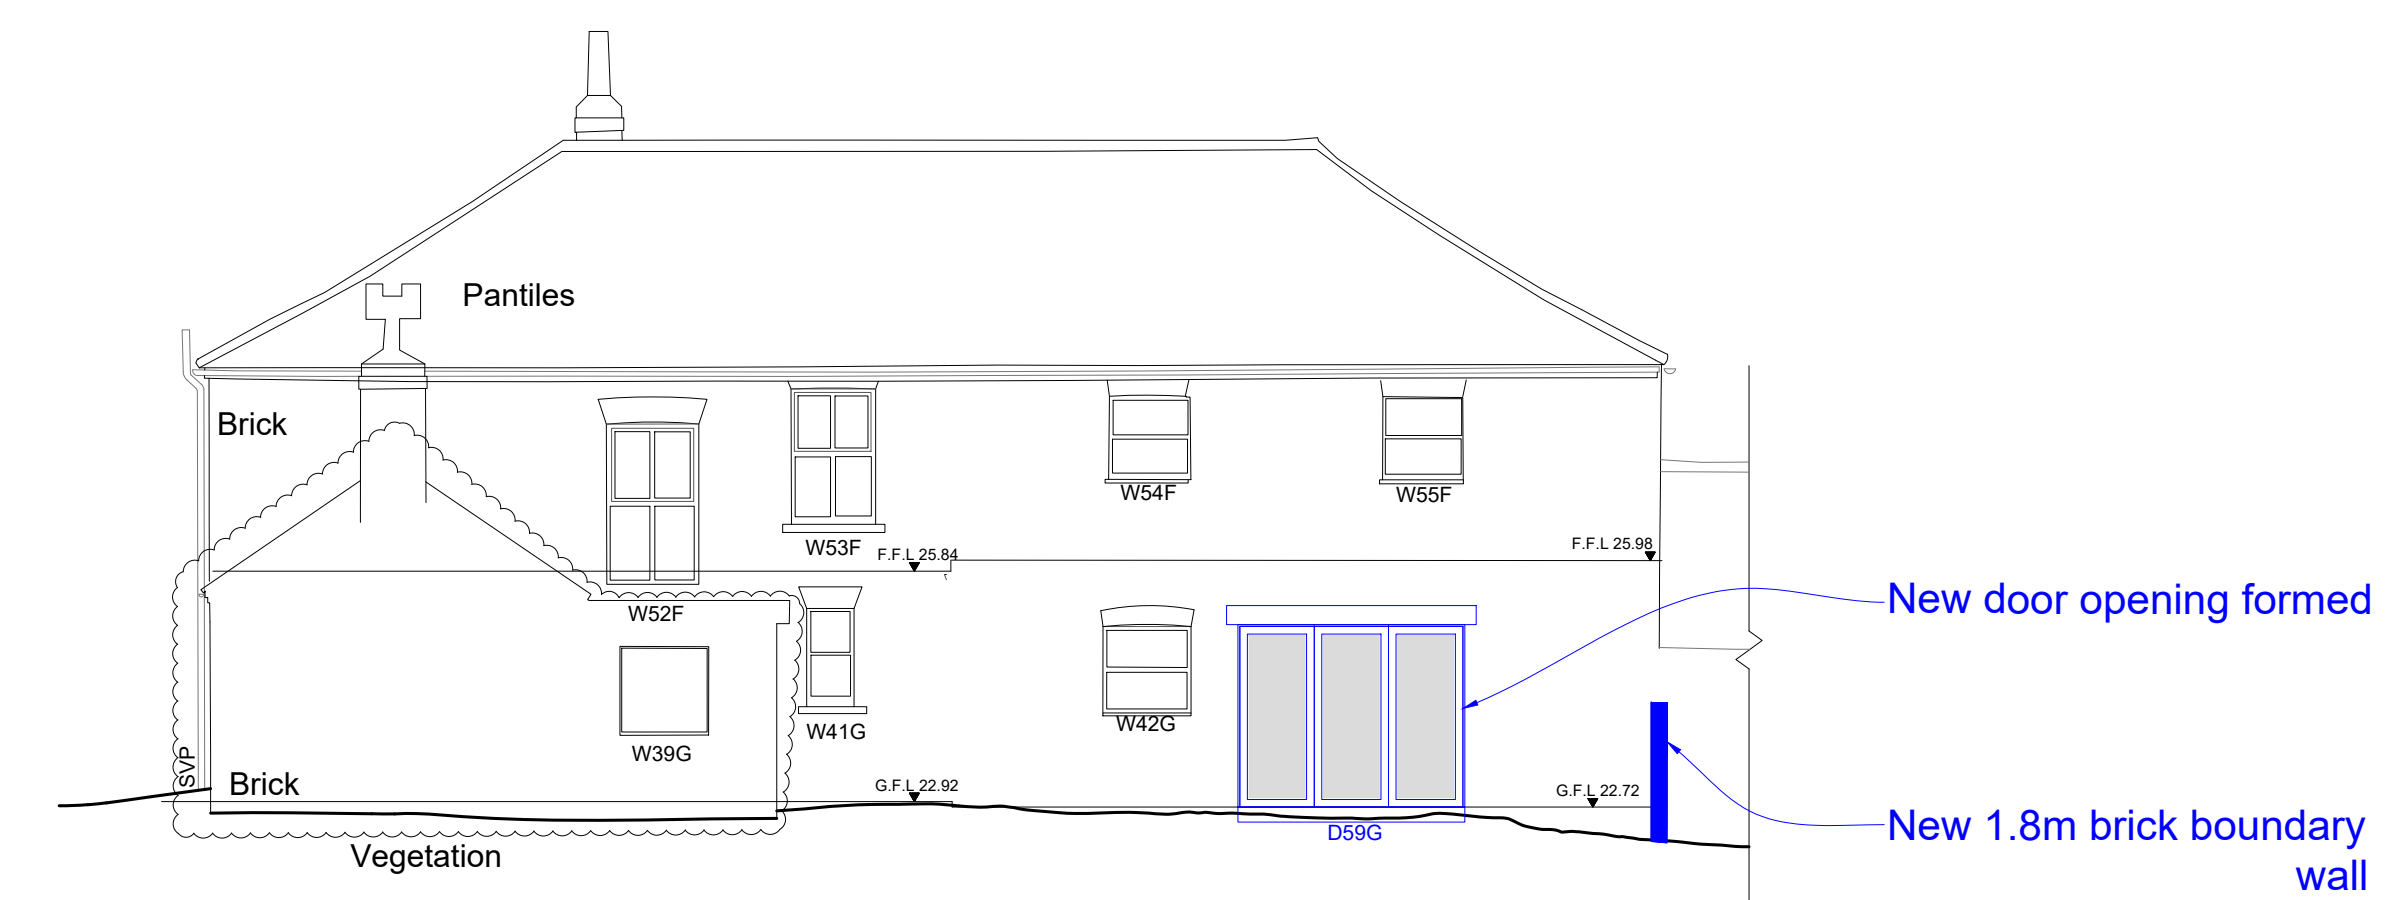 Pantiles
Brick
W54F
W55F
W53F
F.F.L 25.84
F.F.L 25.98
W52F
New door opening formed
W41G
W42G
W39G
SVP
Brick
G.F.L 22.92
G.F.L 22.72
D59G
New 1.8m brick boundary
wall
Vegetation